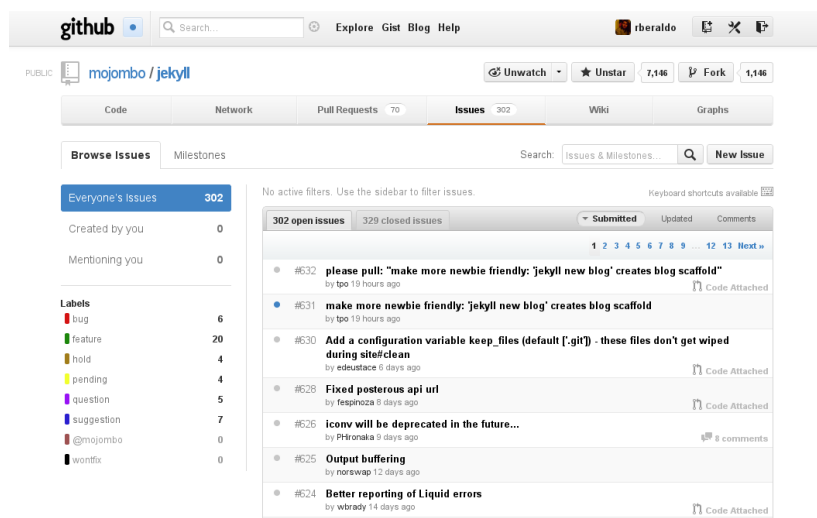 github Search... Explore Gist Blog Help rberaldo
PUBLIC mojombo / jekyll Unwatch Unstar 7,146 Fork 1,146
Code Network Pull Requests 70 Issues 302 Wiki Graphs
Browse Issues Milestones Search: Issues & Milestones... New Issue
Everyone's Issues 302
Created by you 0
Mentioning you 0
Labels
bug 6
feature 20
hold 4
pending 4
question 5
suggestion 7
@mojombo 0
wontfix 0
No active filters. Use the sidebar to filter issues. Keyboard shortcuts available
302 open issues 329 closed issues Submitted Updated Comments
1 2 3 4 5 6 7 8 9 ... 12 13 Next »
#632 please pull: "make more newbie friendly: 'jekyll new blog' creates blog scaffold"
by tpo 19 hours ago Code Attached
#631 make more newbie friendly: 'jekyll new blog' creates blog scaffold
by tpo 19 hours ago
#630 Add a configuration variable keep_files (default ['.git']) - these files don't get wiped
during site#clean
by edeustace 6 days ago Code Attached
#628 Fixed posterous api url
by fespinoza 8 days ago Code Attached
#626 iconv will be deprecated in the future...
by PHironaka 9 days ago 8 comments
#625 Output buffering
by norswap 12 days ago
#624 Better reporting of Liquid errors
by wbrady 14 days ago Code Attached